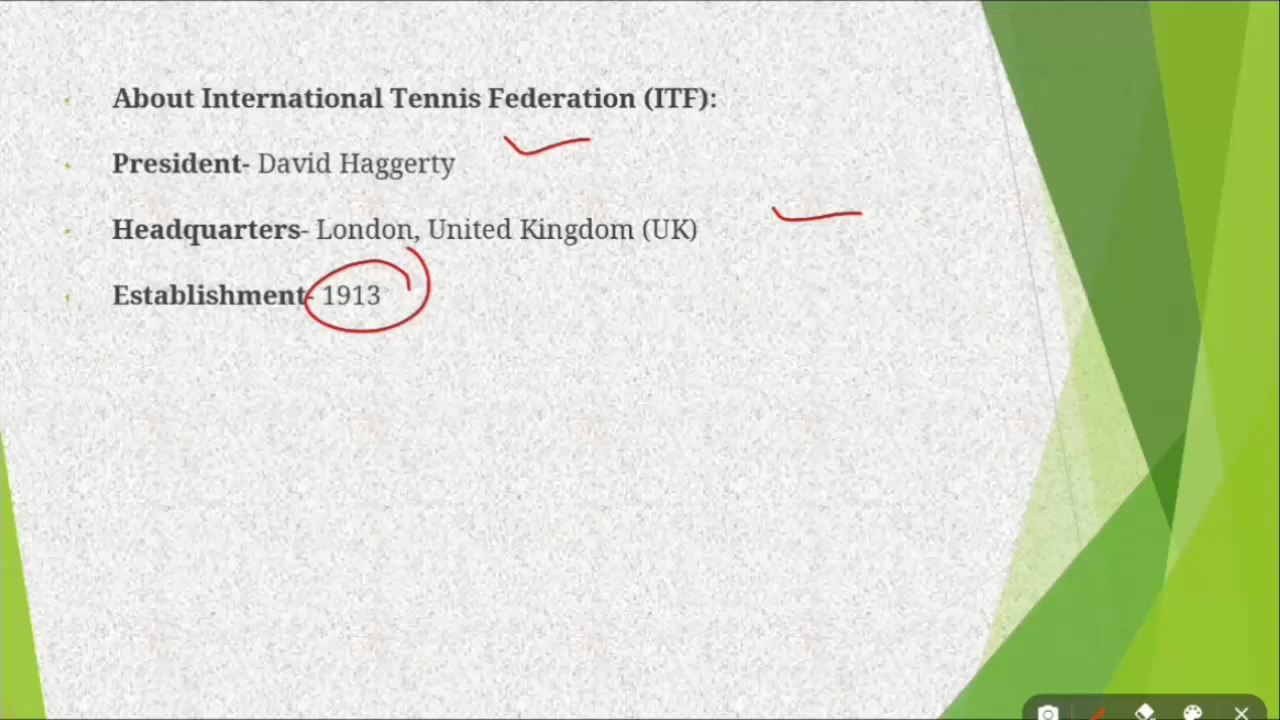 About International Tennis Federation (ITF):
President- David Haggerty
Headquarters- London, United Kingdom (UK)
Establishment- 1913